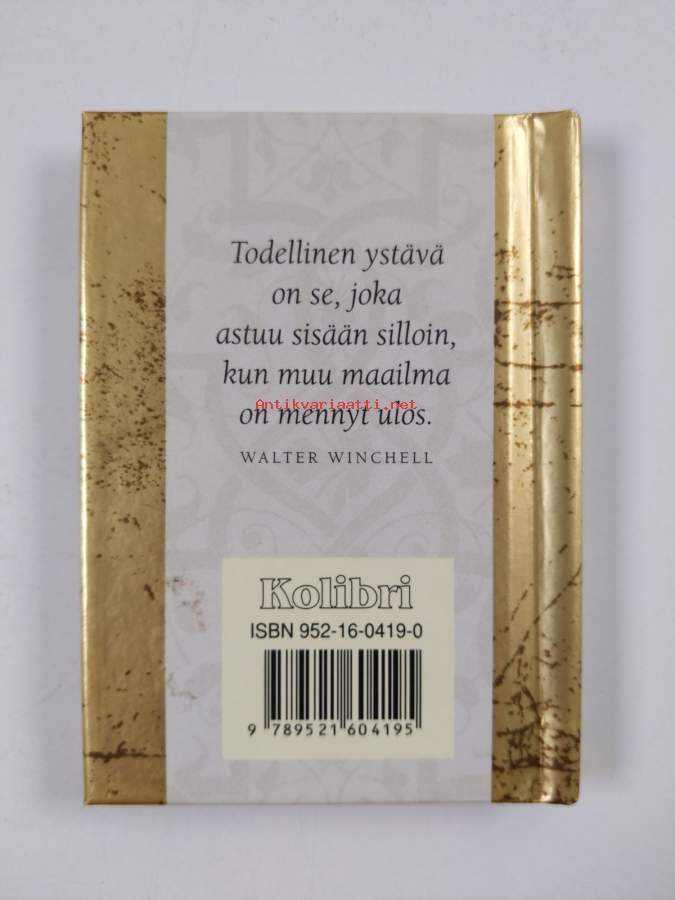 Todellinen ystävä
on se, joka
astuu sisään silloin,
kun muu maailma
Antikvariaatti.net
on mennyt ulos.
WALTER WINCHELL
Kolibri
ISBN 952-16-0419-0
9 789521 604195